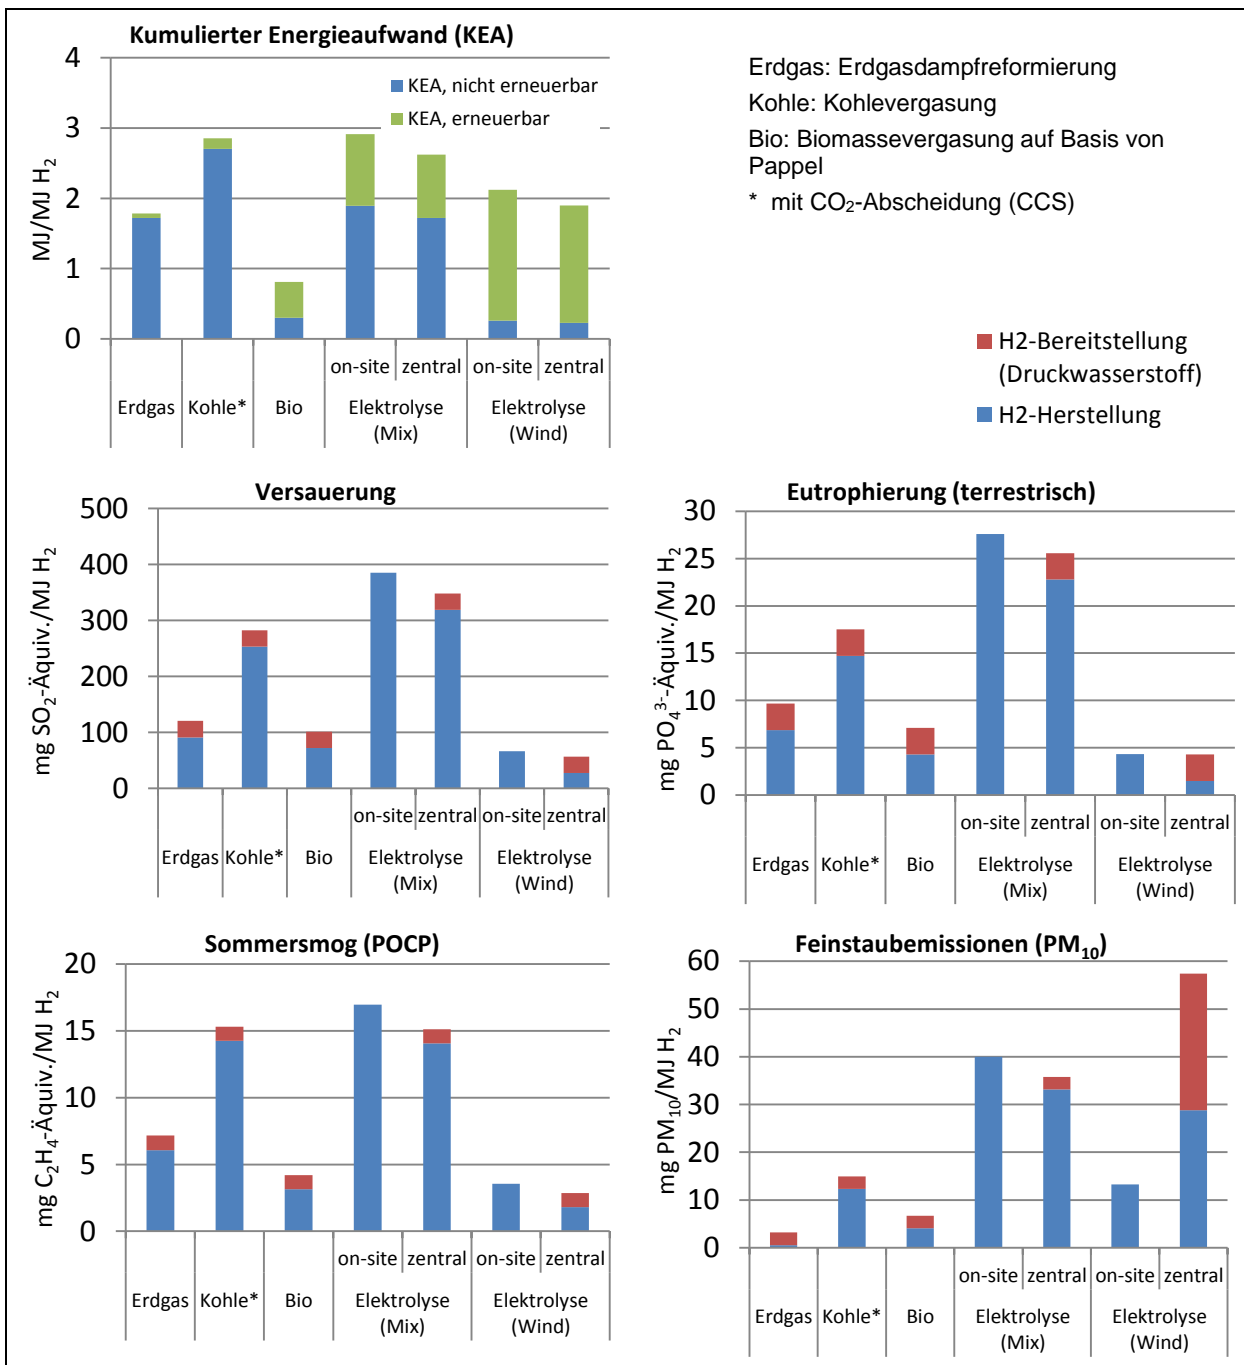 Kumulierter Energieaufwand (KEA)
4
3
2
1
0
MJ/MJ H2
KEA, nicht erneuerbar
KEA, erneuerbar
on-site
zentral
on-site
zentral
Erdgas
Kohle*
Bio
Elektrolyse
(Mix)
Elektrolyse
(Wind)
Erdgas: Erdgasdampfreformierung
Kohle: Kohlevergasung
Bio: Biomassevergasung auf Basis von
Pappel
* mit CO2-Abscheidung (CCS)
H2-Bereitstellung
(Druckwasserstoff)
H2-Herstellung
Versauerung
500
400
300
200
100
0
mg SO2-Äquiv./MJ H2
on-site
zentral
on-site
zentral
Erdgas
Kohle*
Bio
Elektrolyse
(Mix)
Elektrolyse
(Wind)
Eutrophierung (terrestrisch)
30
25
20
15
10
5
0
mg PO4³⁻-Äquiv./MJ H2
on-site
zentral
on-site
zentral
Erdgas
Kohle*
Bio
Elektrolyse
(Mix)
Elektrolyse
(Wind)
Sommersmog (POCP)
20
15
10
5
0
mg C2H4-Äquiv./MJ H2
on-site
zentral
on-site
zentral
Erdgas
Kohle*
Bio
Elektrolyse
(Mix)
Elektrolyse
(Wind)
Feinstaubemissionen (PM10)
60
50
40
30
20
10
0
mg PM10/MJ H2
on-site
zentral
on-site
zentral
Erdgas
Kohle*
Bio
Elektrolyse
(Mix)
Elektrolyse
(Wind)